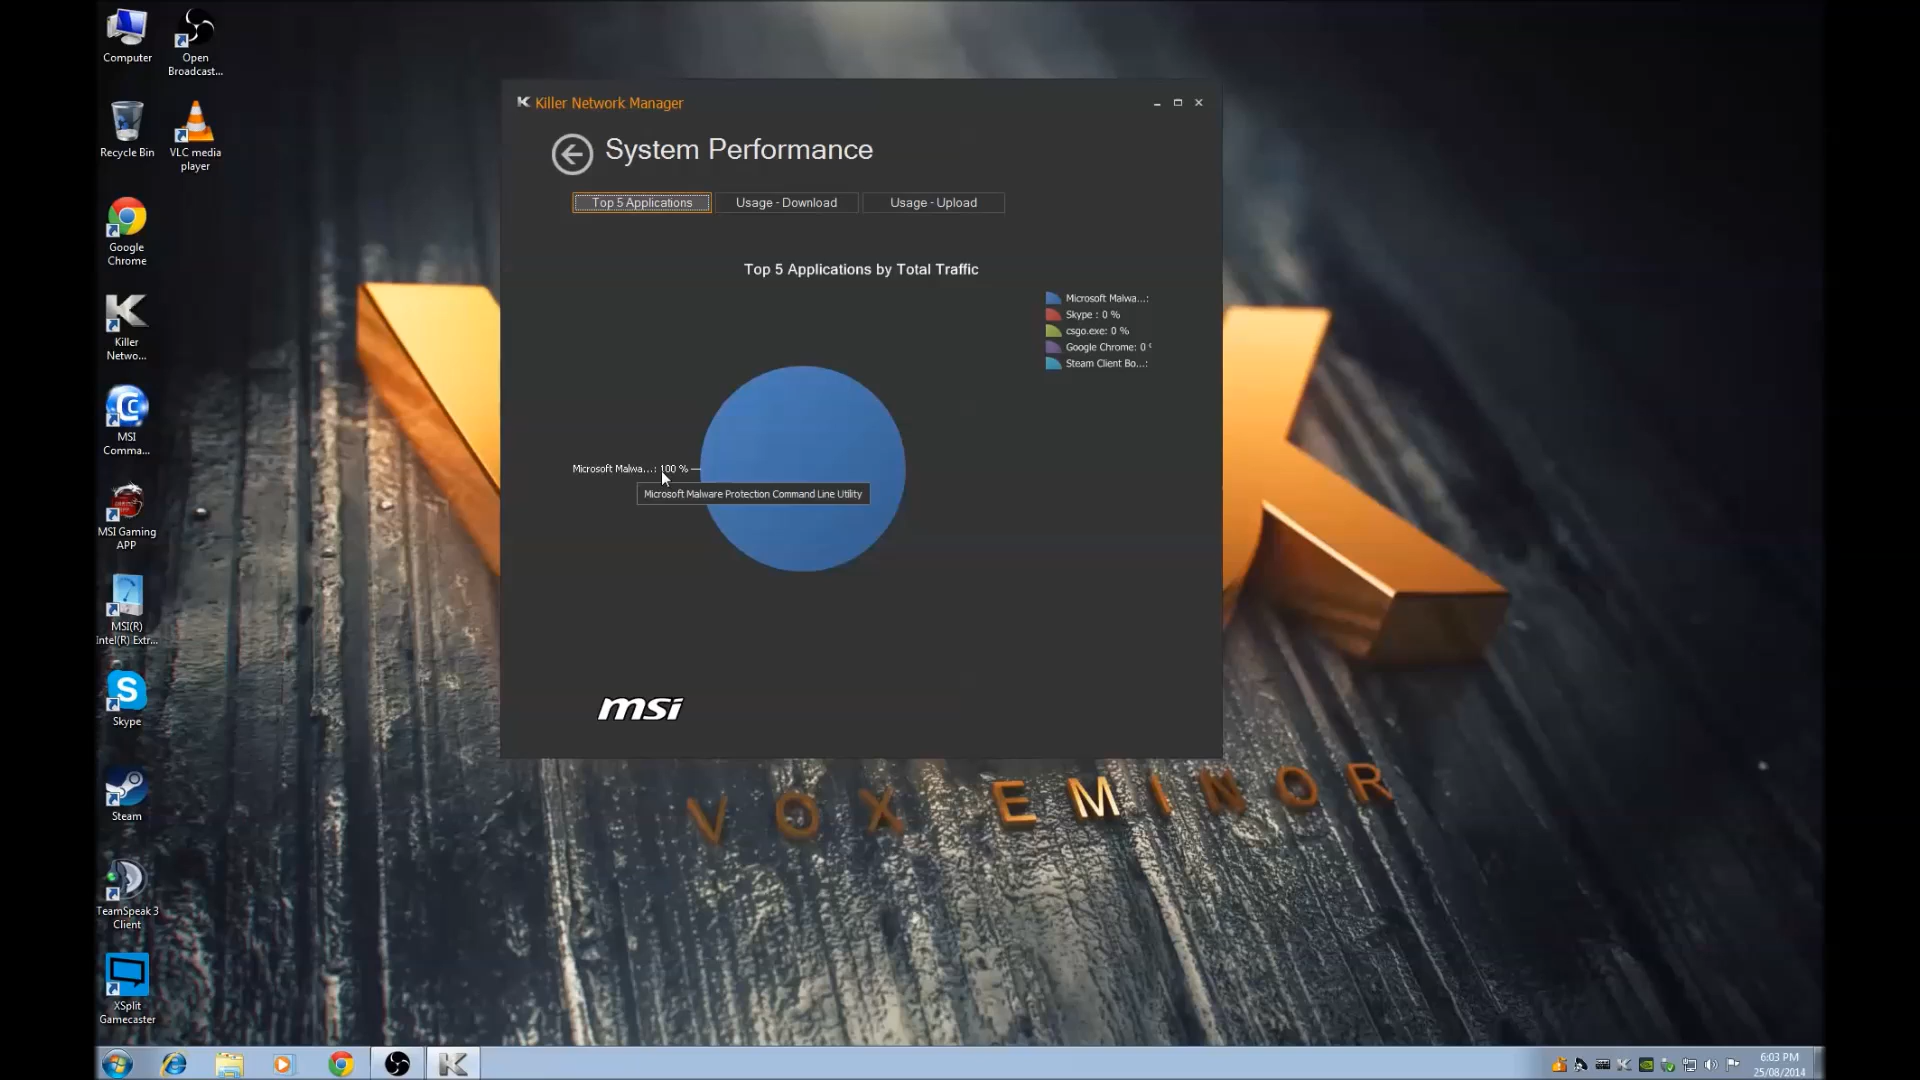 Computer
Open
Broadcast...
Recycle Bin
VLC media
player
Google
Chrome
Killer
Netwo...
MSI
Comma...
MSI Gaming
APP
MSI(R)
Intel(R) Extr...
Skype
Steam
TeamSpeak 3
Client
XSplit
Gamecaster
K Killer Network Manager
System Performance
Top 5 Applications
Usage - Download
Usage - Upload
Top 5 Applications by Total Traffic
Microsoft Malwa...:
Skype : 0 %
csgo.exe: 0 %
Google Chrome: 0
Steam Client Bo...:
Microsoft Malwa...: 100 %
Microsoft Malware Protection Command Line Utility
msi
VOX EMINOR
6:03 PM
25/08/2014